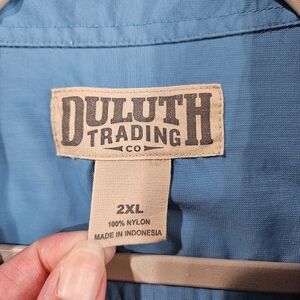 DULUTH
TRADING
CO
2XL
100% NYLON
MADE IN INDONESIA